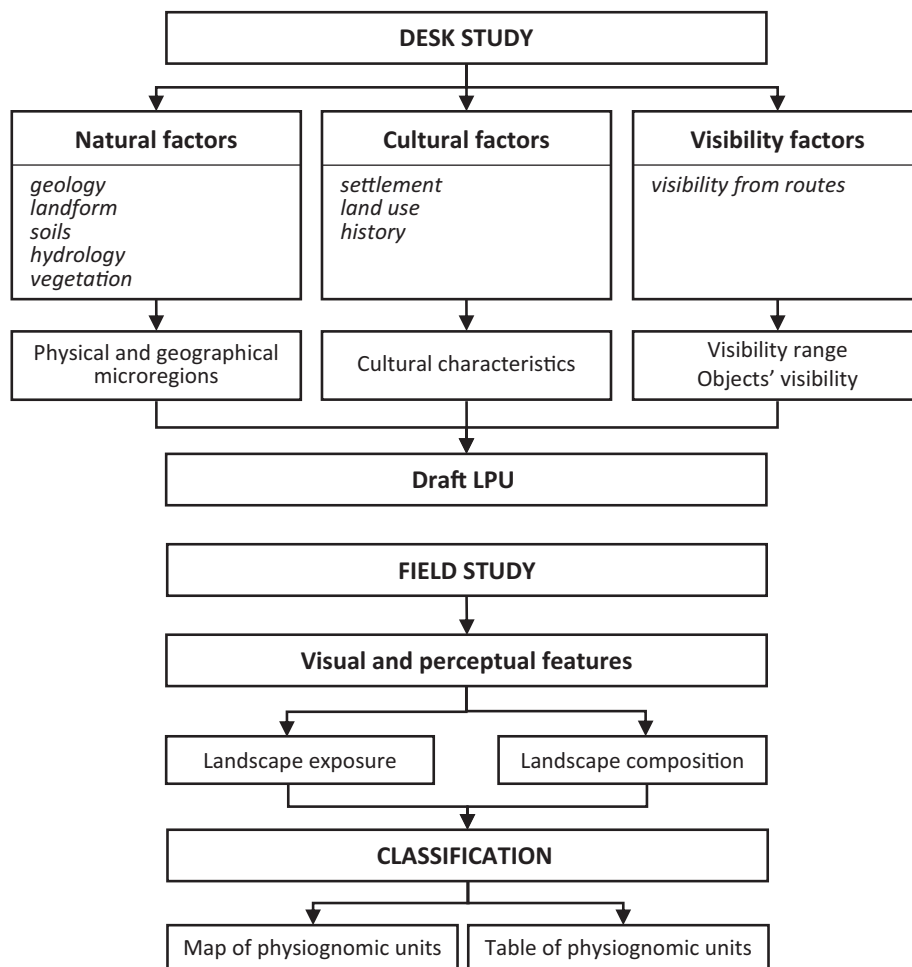 DESK STUDY
Natural factors
geology
landform
soils
hydrology
vegetation
Cultural factors
settlement
land use
history
Visibility factors
visibility from routes
Physical and geographical
microregions
Cultural characteristics
Visibility range
Objects’ visibility
Draft LPU
FIELD STUDY
Visual and perceptual features
Landscape exposure
Landscape composition
CLASSIFICATION
Map of physiognomic units
Table of physiognomic units